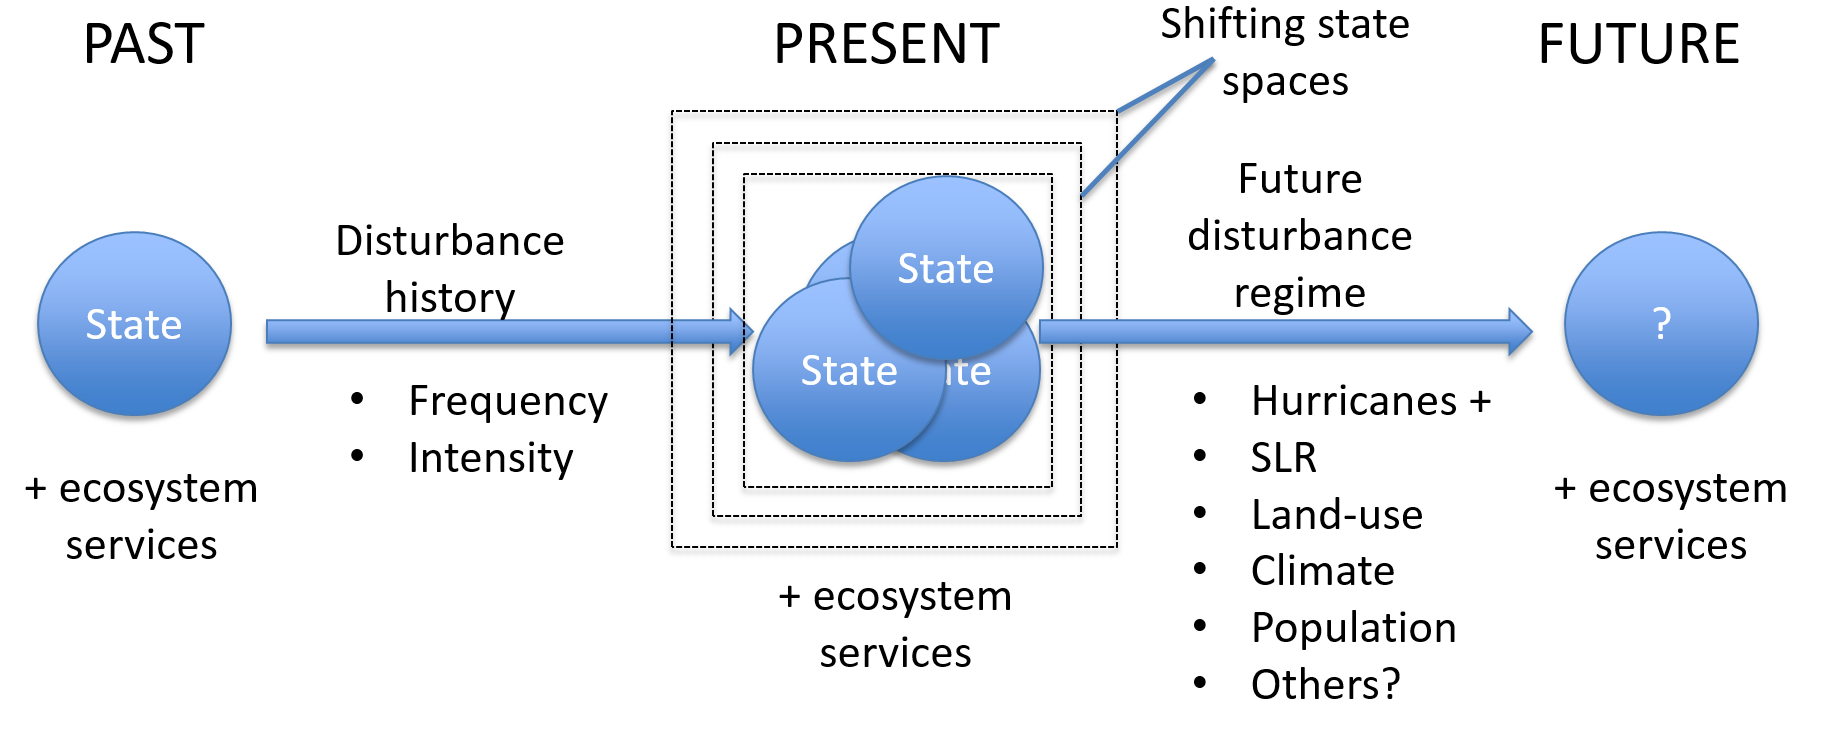 PAST
PRESENT
FUTURE
Shifting state
spaces
State
+ ecosystem
services
Disturbance
history
• Frequency
• Intensity
State
State
te
+ ecosystem
services
Future
disturbance
regime
• Hurricanes +
• SLR
• Land-use
• Climate
• Population
• Others?
?
+ ecosystem
services